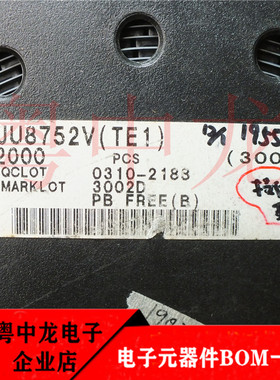 JU8752V(TE1)
2000 PCS (300
QCLOT 0310-2183
MARKLOT 3002D
PB FREE(B)
粤中龙电子
企业店
电子元器件BOM一